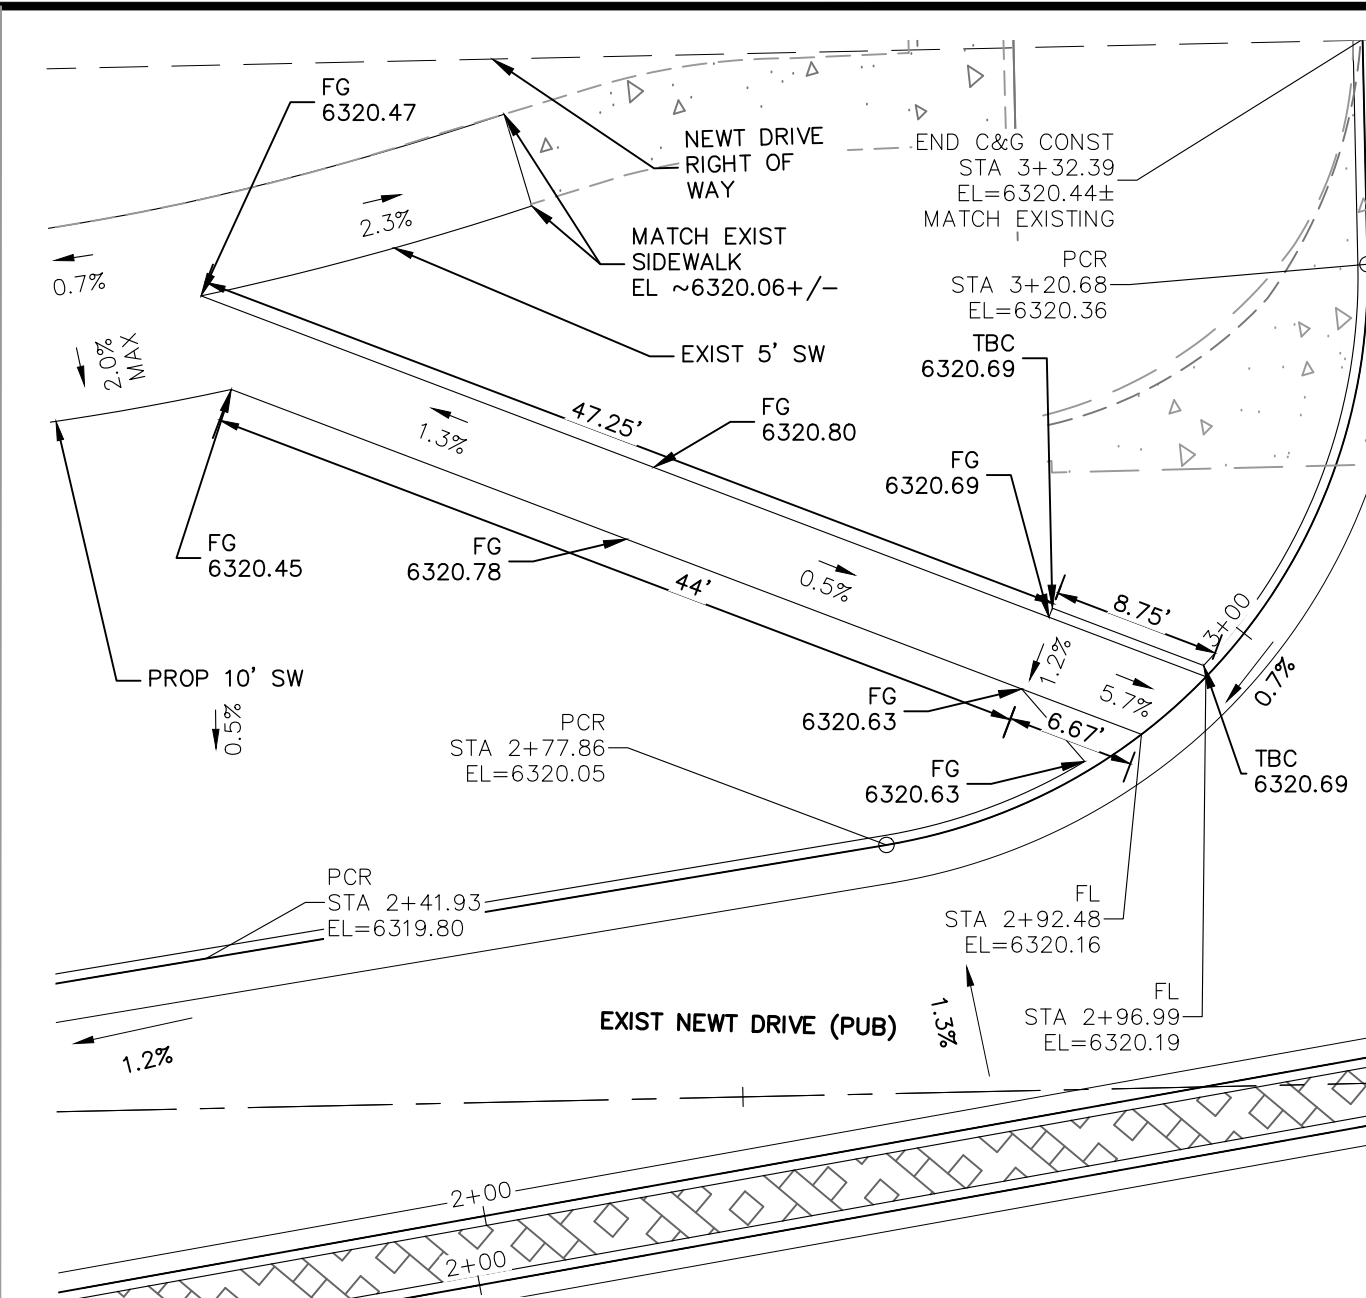 FG
6320.47
NEWT DRIVE
RIGHT OF
WAY
END C&G CONST
STA 3+32.39
EL=6320.44±
MATCH EXISTING
2.3%
MATCH EXIST
SIDEWALK
EL ~6320.06+/-
0.7%
PCR
STA 3+20.68
EL=6320.36
2.0%
MAX
EXIST 5' SW
TBC
6320.69
47.25'
FG
6320.80
1.3%
FG
6320.69
FG
6320.45
FG
6320.78
44'
0.5%
8.75'
3+00
PROP 10' SW
0.5%
1.2%
5.7%
0.7%
FG
6320.63
6.67'
PCR
STA 2+77.86
EL=6320.05
FG
6320.63
TBC
6320.69
PCR
STA 2+41.93
EL=6319.80
FL
STA 2+92.48
EL=6320.16
FL
STA 2+96.99
EL=6320.19
EXIST NEWT DRIVE (PUB)
1.3%
1.2%
2+00
2+00